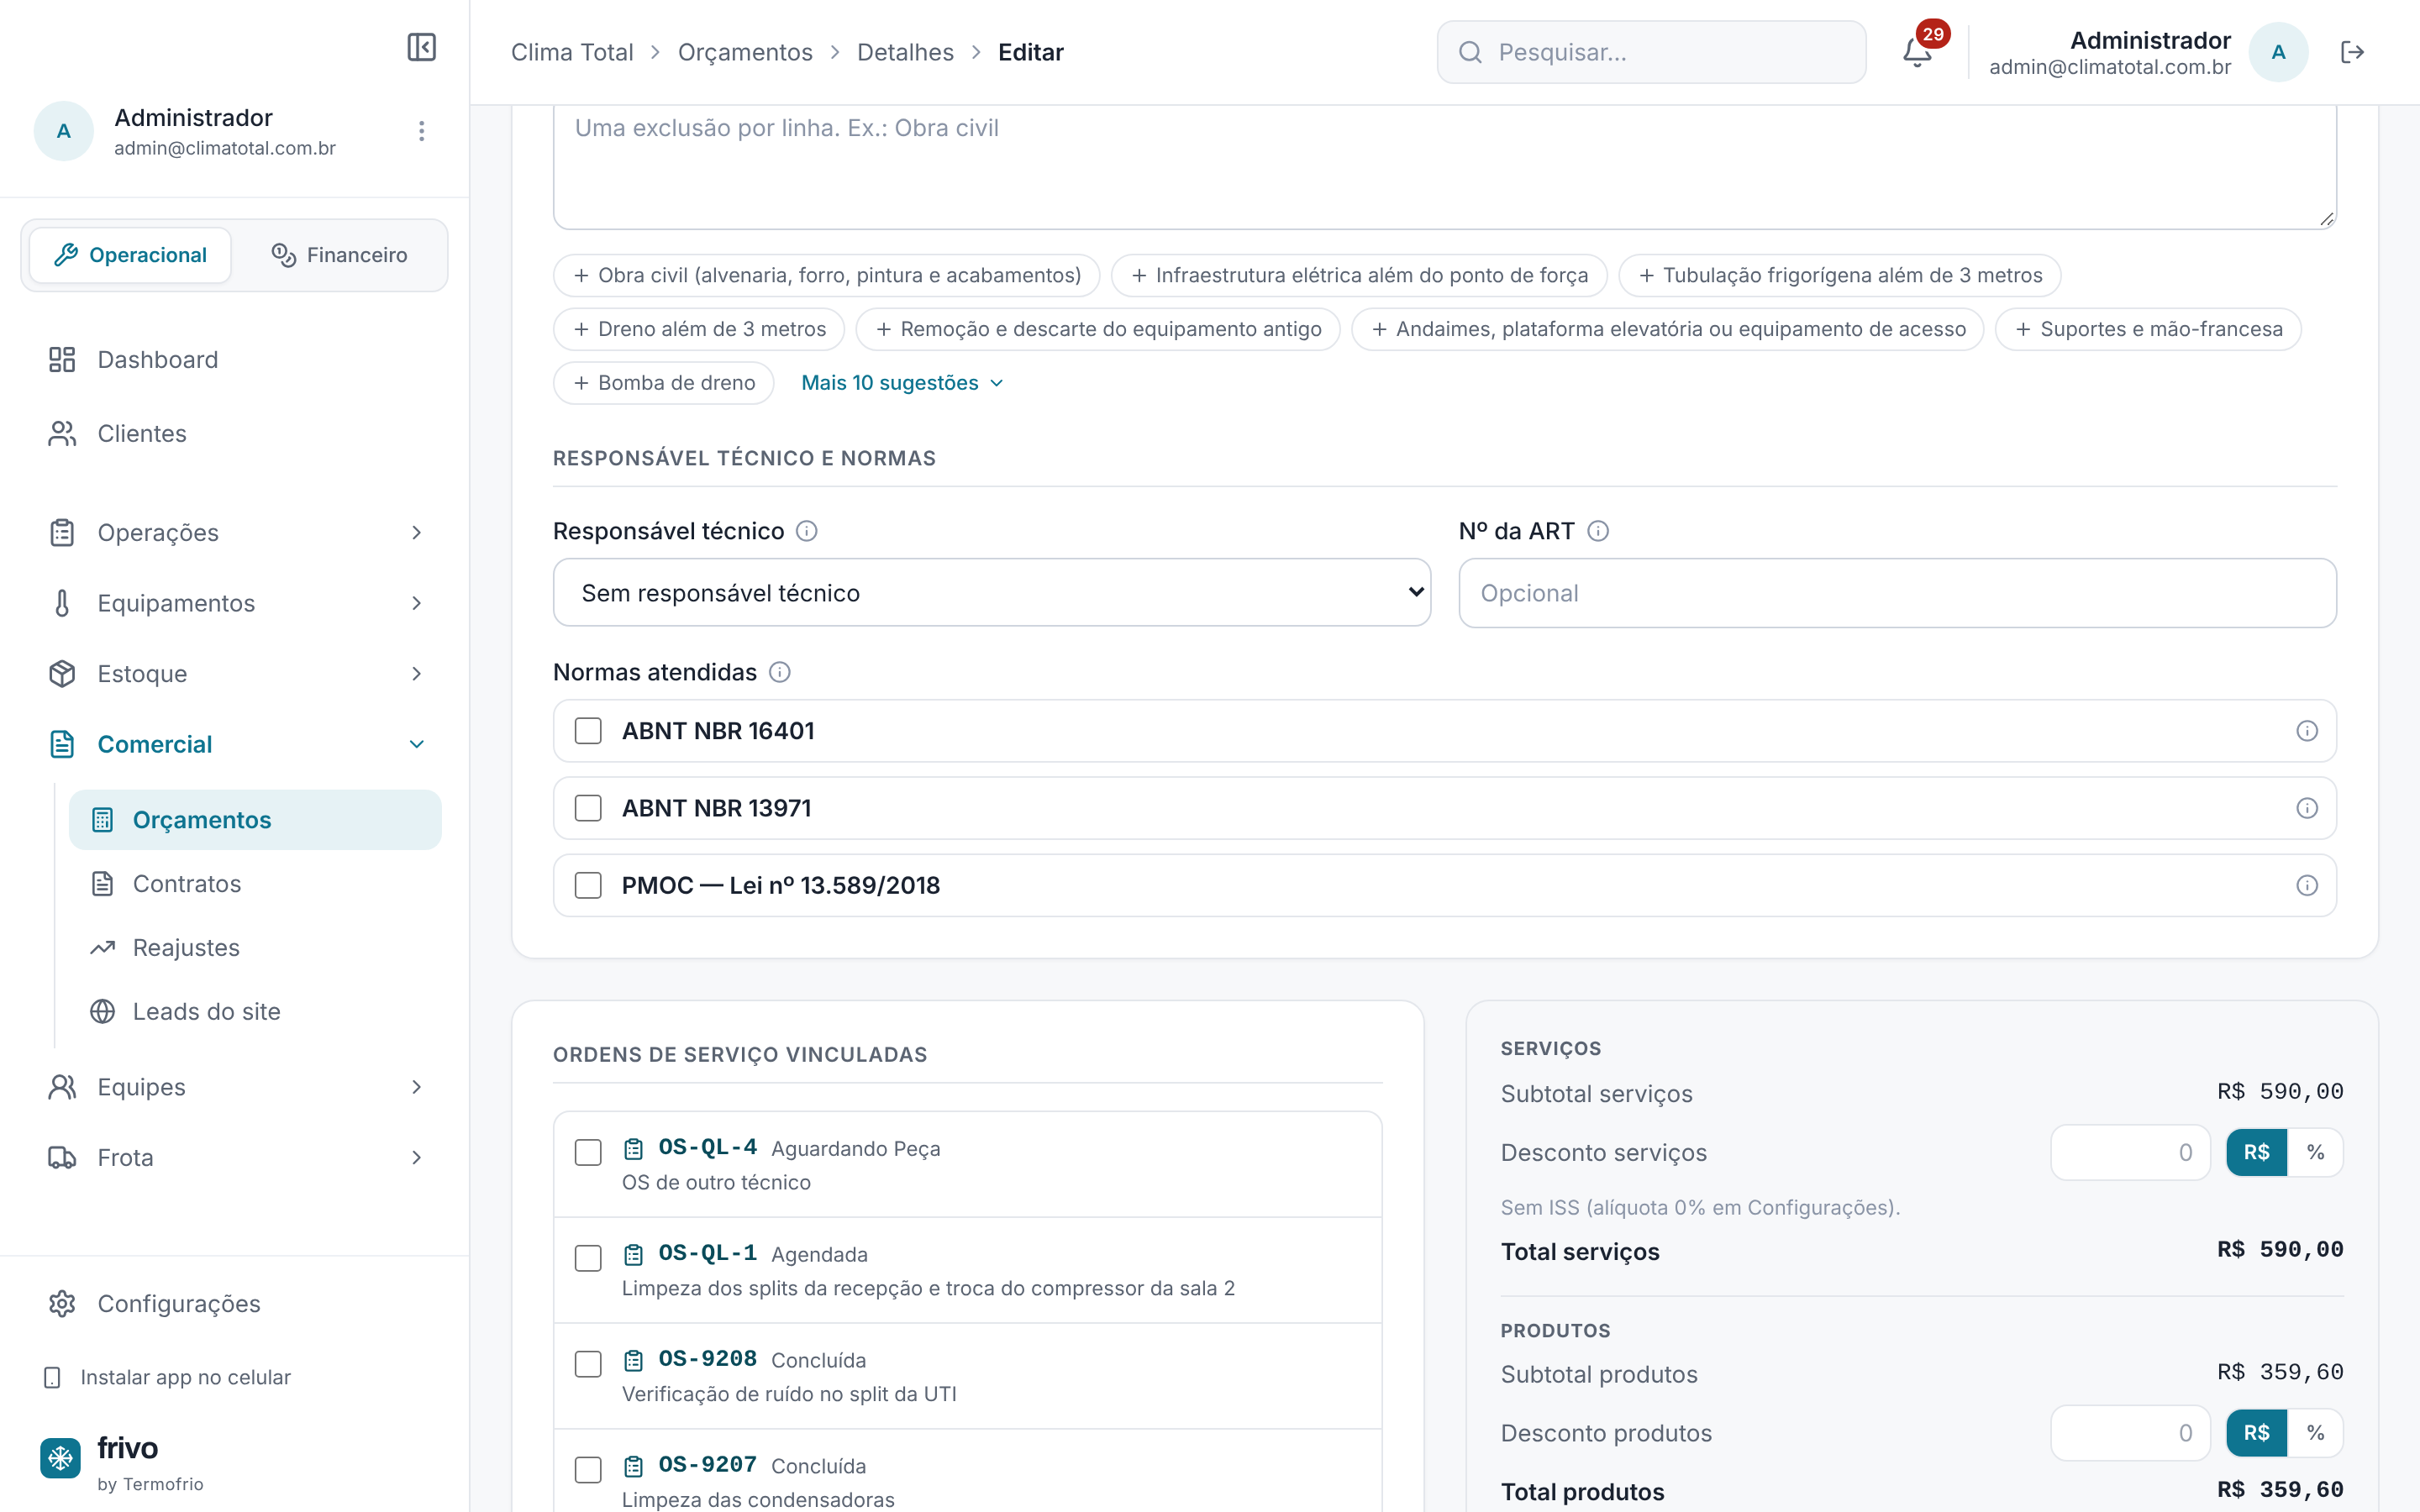 Clima Total > Orçamentos > Detalhes > Editar
Pesquisar...
29
Administrador
admin@climatotal.com.br
A
A
Administrador
admin@climatotal.com.br
Operacional
Financeiro
Dashboard
Clientes
Operações
Equipamentos
Estoque
Comercial
Orçamentos
Contratos
Reajustes
Leads do site
Equipes
Frota
Configurações
Instalar app no celular
frivo
by Termofrio
Uma exclusão por linha. Ex.: Obra civil
+ Obra civil (alvenaria, forro, pintura e acabamentos)
+ Infraestrutura elétrica além do ponto de força
+ Tubulação frigorígena além de 3 metros
+ Dreno além de 3 metros
+ Remoção e descarte do equipamento antigo
+ Andaimes, plataforma elevatória ou equipamento de acesso
+ Suportes e mão-francesa
+ Bomba de dreno
Mais 10 sugestões
RESPONSÁVEL TÉCNICO E NORMAS
Responsável técnico
Sem responsável técnico
Nº da ART
Opcional
Normas atendidas
ABNT NBR 16401
ABNT NBR 13971
PMOC — Lei nº 13.589/2018
ORDENS DE SERVIÇO VINCULADAS
OS-QL-4 Aguardando Peça
OS de outro técnico
OS-QL-1 Agendada
Limpeza dos splits da recepção e troca do compressor da sala 2
OS-9208 Concluída
Verificação de ruído no split da UTI
OS-9207 Concluída
Limpeza das condensadoras
SERVIÇOS
Subtotal serviços R$ 590,00
Desconto serviços 0 R$ %
Sem ISS (alíquota 0% em Configurações).
Total serviços R$ 590,00
PRODUTOS
Subtotal produtos R$ 359,60
Desconto produtos 0 R$ %
Total produtos R$ 359,60